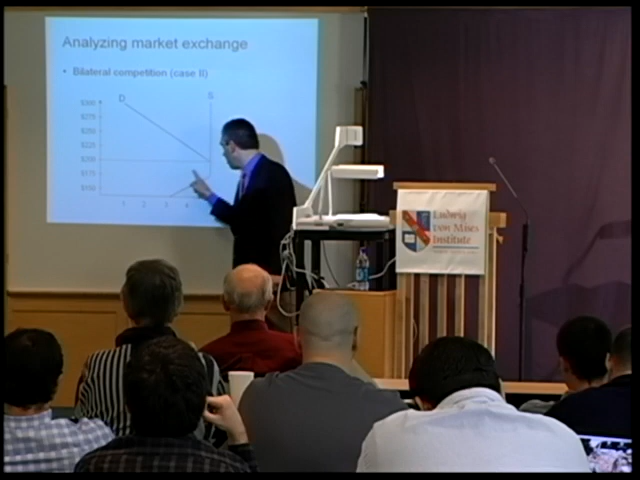 Analyzing market exchange
• Bilateral competition (case II)
D
S
$300
$275
$250
$225
$200
$175
$150
1 2 3 4
Ludwig
von Mises
Institute